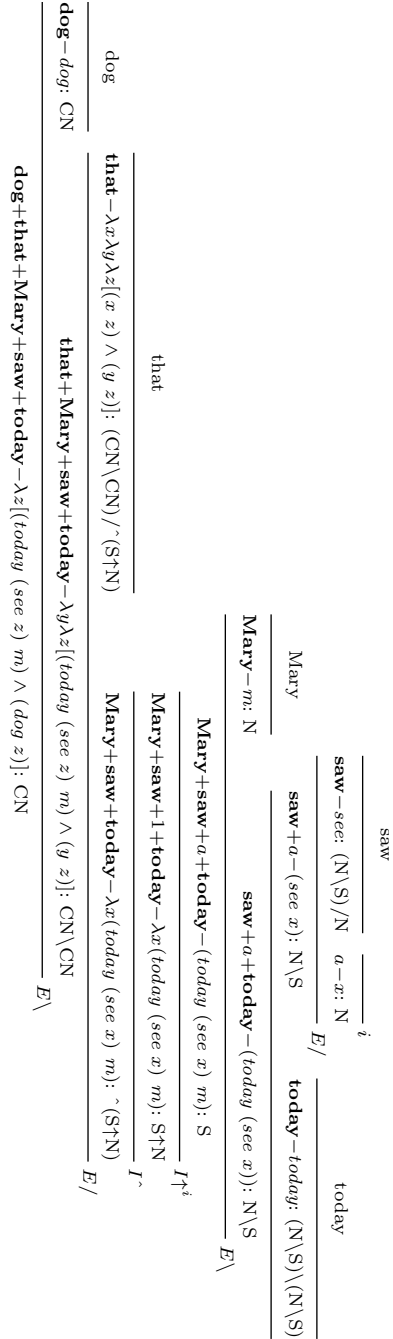 saw
saw−see: (N\S)/N a−x: N i
E/
today
Mary
saw+a−(see x): N\S today−today: (N\S)\(N\S)
Mary−m: N saw+a+today−(today (see x)): N\S
E\
Mary+saw+a+today−(today (see x) m): S
I↑i
that
Mary+saw+1+today−λx(today (see x) m): S↑N
I^
dog
that−λxλyλz[(x z) ∧ (y z)]: (CN\CN)/^(S↑N) Mary+saw+today−λx(today (see x) m): ^(S↑N)
E/
dog−dog: CN that+Mary+saw+today−λyλz[(today (see z) m) ∧ (y z)]: CN\CN
E\
dog+that+Mary+saw+today−λz[(today (see z) m) ∧ (dog z)]: CN